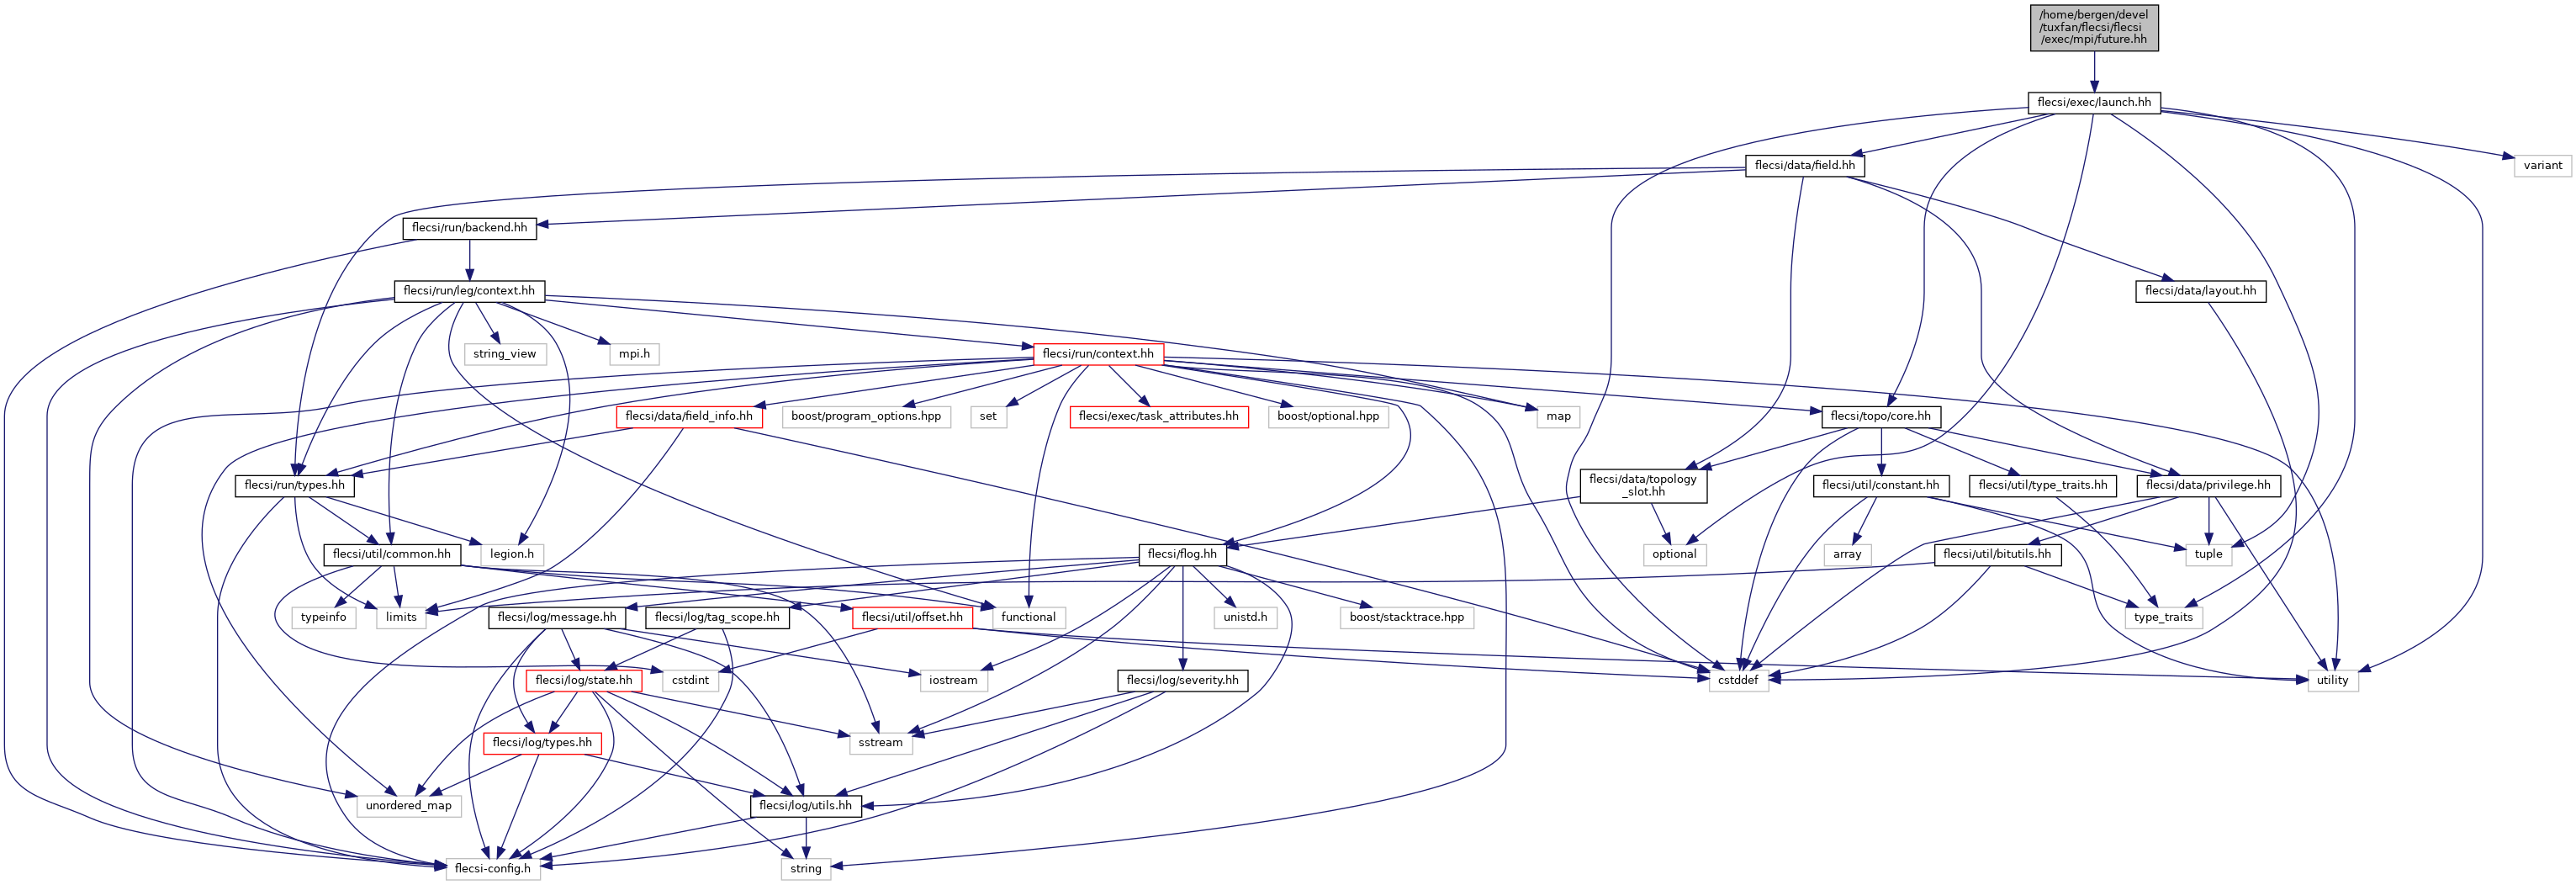 /home/bergen/devel
/tuxfan/flecsi/flecsi
/exec/mpi/future.hh
flecsi/exec/launch.hh
flecsi/data/field.hh
variant
flecsi/run/backend.hh
flecsi/run/leg/context.hh
flecsi/data/layout.hh
string_view
mpi.h
flecsi/run/context.hh
flecsi/data/field_info.hh
boost/program_options.hpp
set
flecsi/exec/task_attributes.hh
boost/optional.hpp
map
flecsi/topo/core.hh
flecsi/run/types.hh
flecsi/data/topology
_slot.hh
flecsi/util/constant.hh
flecsi/util/type_traits.hh
flecsi/data/privilege.hh
flecsi/util/common.hh
legion.h
flecsi/flog.hh
optional
array
flecsi/util/bitutils.hh
tuple
typeinfo
limits
flecsi/log/message.hh
flecsi/log/tag_scope.hh
flecsi/util/offset.hh
functional
unistd.h
boost/stacktrace.hpp
type_traits
flecsi/log/state.hh
cstdint
iostream
flecsi/log/severity.hh
cstddef
utility
flecsi/log/types.hh
sstream
unordered_map
flecsi/log/utils.hh
flecsi-config.h
string